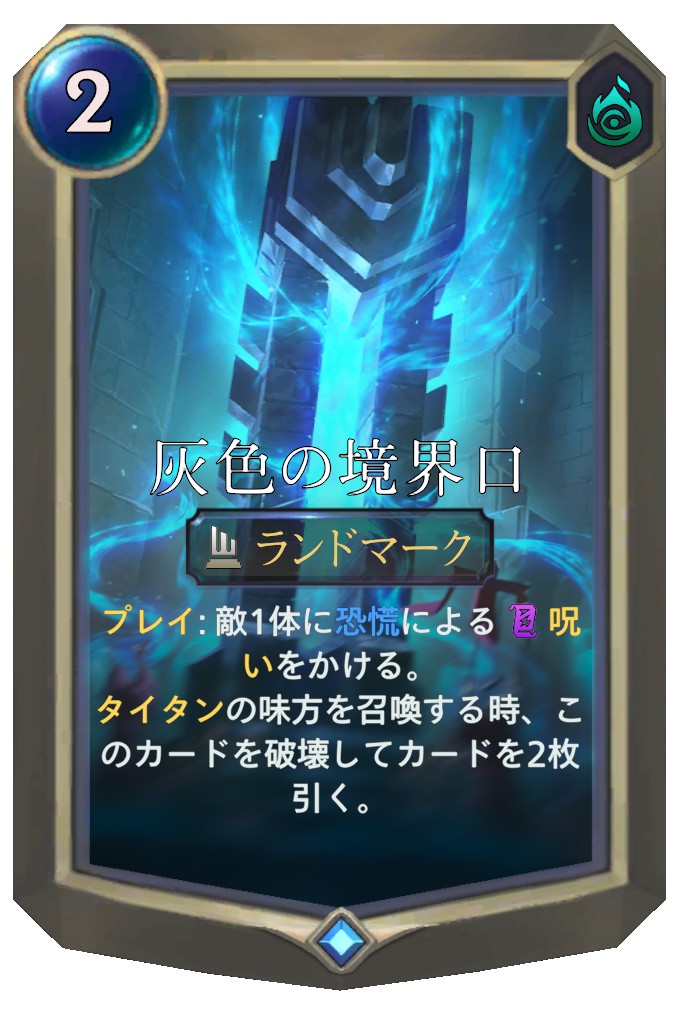 2
灰色の境界口
ランドマーク
プレイ: 敵1体に恐慌による 呪
いをかける。
タイタンの味方を召喚する時、こ
のカードを破壊してカードを2枚
引く。